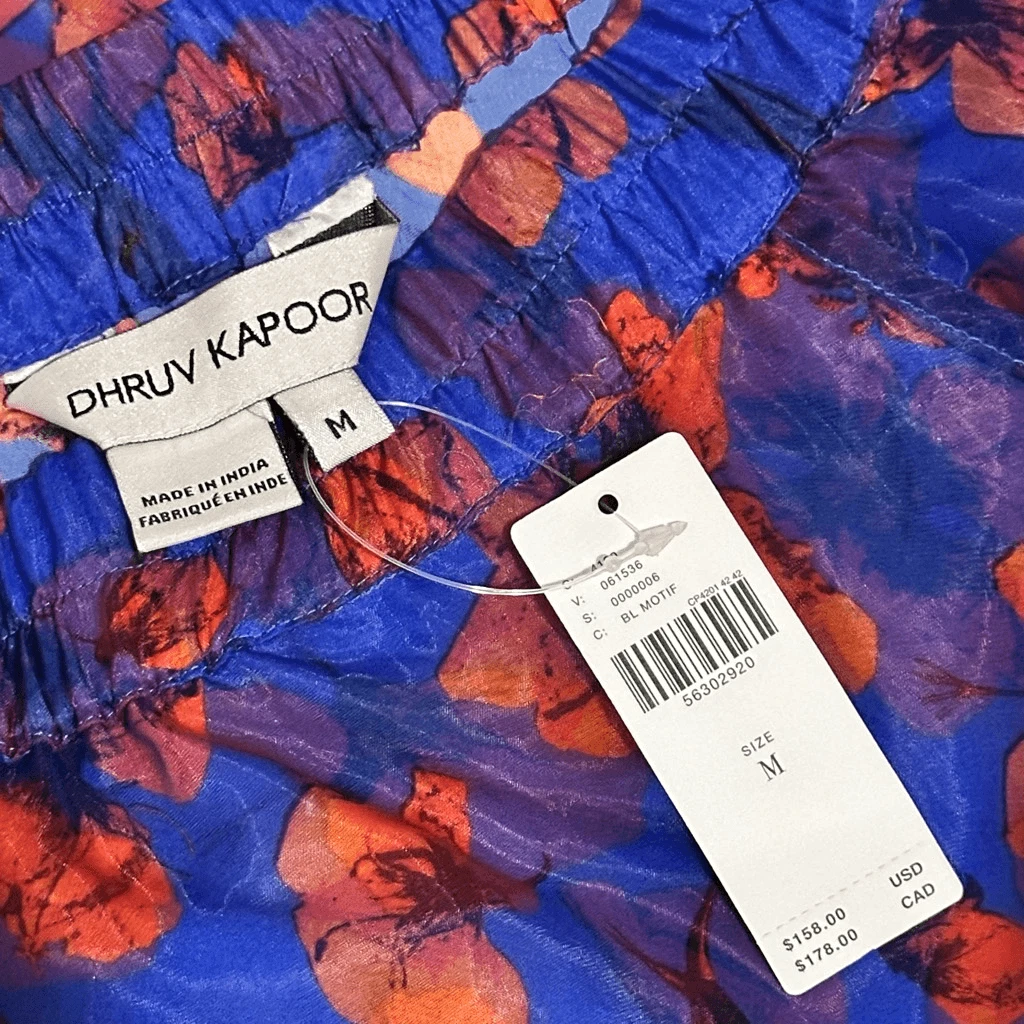 DHRUV KAPOOR
M
MADE IN INDIA
FABRIQUÉ EN INDE
V: 061536
S: 0000006
C: BL MOTIF
CP4201 42 42
56302920
SIZE
M
$158.00 USD
$178.00 CAD